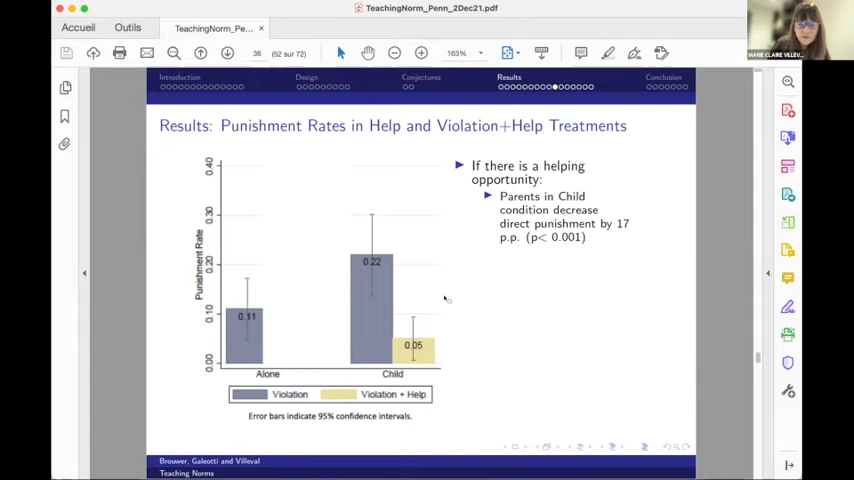 TeachingNorm_Penn_2Dec21.pdf
Accueil
Outils
TeachingNorm_Pe...
×
36
(52 sur 72)
163%
MARIE CLAIRE VILLEV...
Introduction
Design
Conjectures
Results
Conclusion
Results: Punishment Rates in Help and Violation+Help Treatments
Punishment Rate
0.40
0.30
0.20
0.10
0.00
0.11
0.22
0.05
Alone
Child
Violation
Violation + Help
Error bars indicate 95% confidence intervals.
If there is a helping
opportunity:
Parents in Child
condition decrease
direct punishment by 17
p.p. (p< 0.001)
Brouwer, Galeotti and Villeval
Teaching Norms